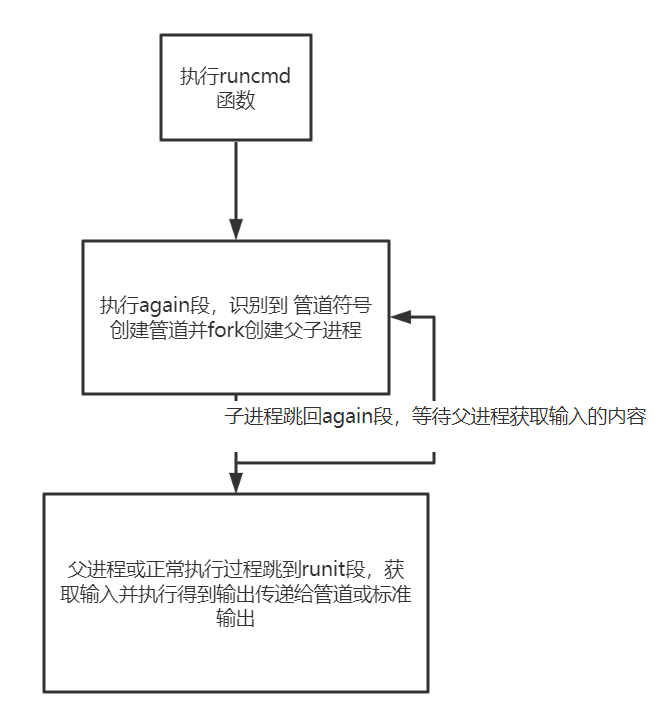 执行runcmd
函数
执行again段，识别到 管道符号
创建管道并fork创建父子进程
子进程跳回again段，等待父进程获取输入的内容
父进程或正常执行过程跳到runit段，获
取输入并执行得到输出传递给管道或标准
输出